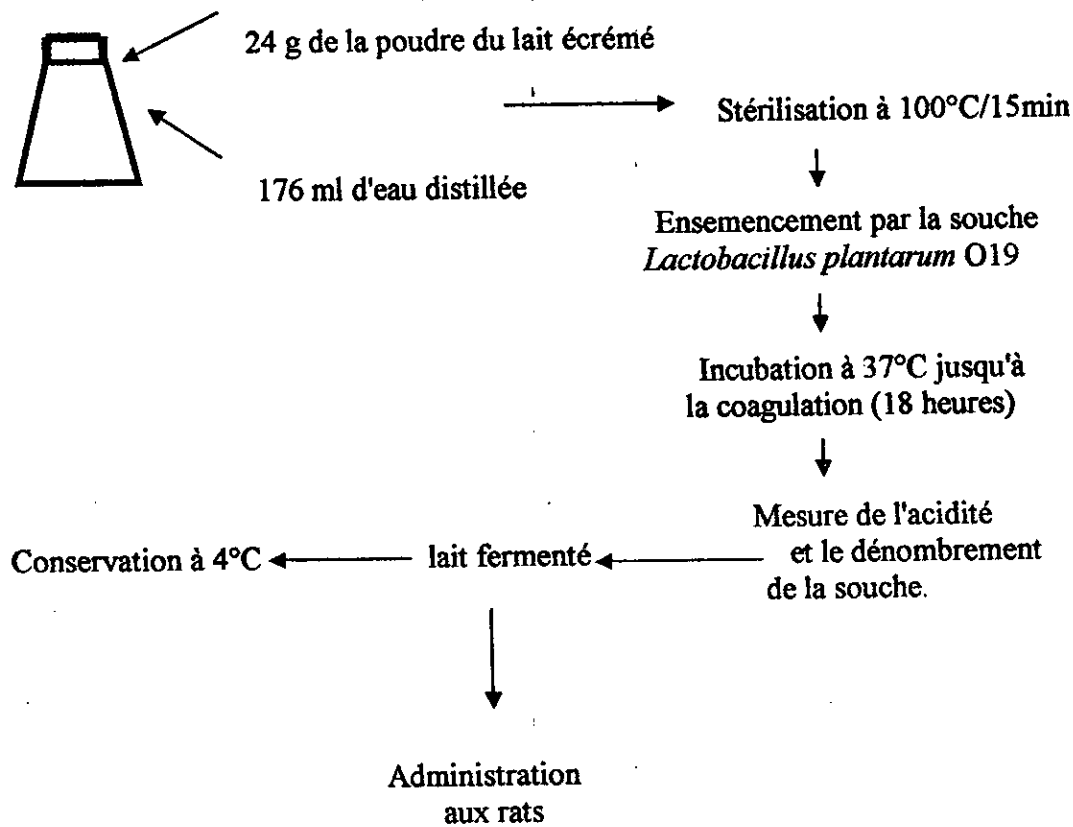 24 g de la poudre du lait écrémé
176 ml d'eau distillée
Stérilisation à 100°C/15min
Ensemencement par la souche
Lactobacillus plantarum O19
Incubation à 37°C jusqu'à
la coagulation (18 heures)
Mesure de l'acidité
et le dénombrement
de la souche.
lait fermenté
Conservation à 4°C
Administration
aux rats